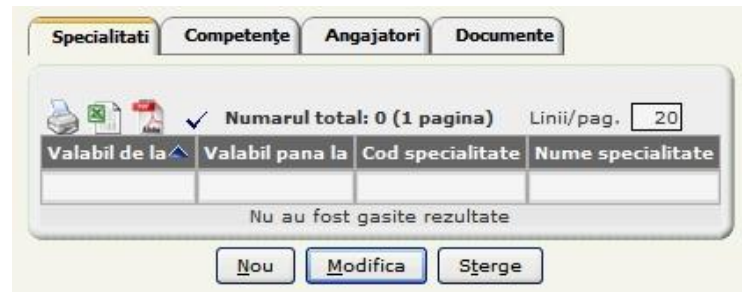 Specialitati Competențe Angajatori Documente
Numarul total: 0 (1 pagina) Linii/pag. 20
Valabil de la Valabil pana la Cod specialitate Nume specialitate
Nu au fost gasite rezultate
Nou Modifica Sterge